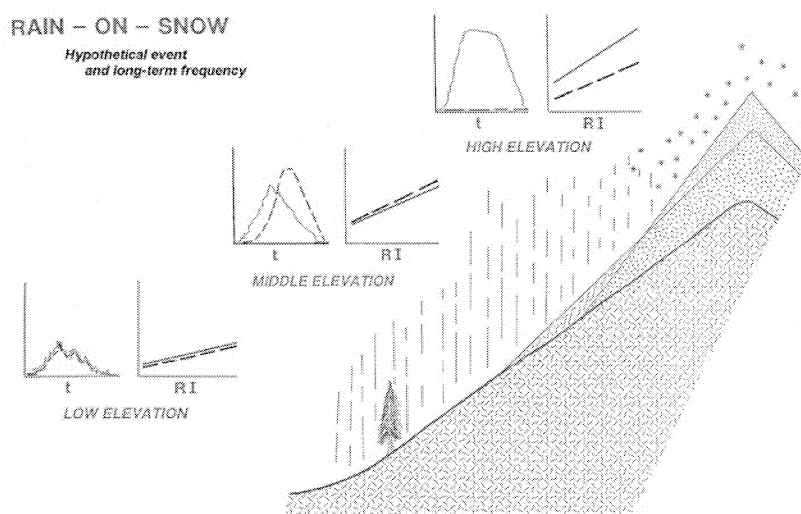 RAIN – ON – SNOW
Hypothetical event
and long-term frequency
t
RI
HIGH ELEVATION
t
RI
MIDDLE ELEVATION
t
RI
LOW ELEVATION